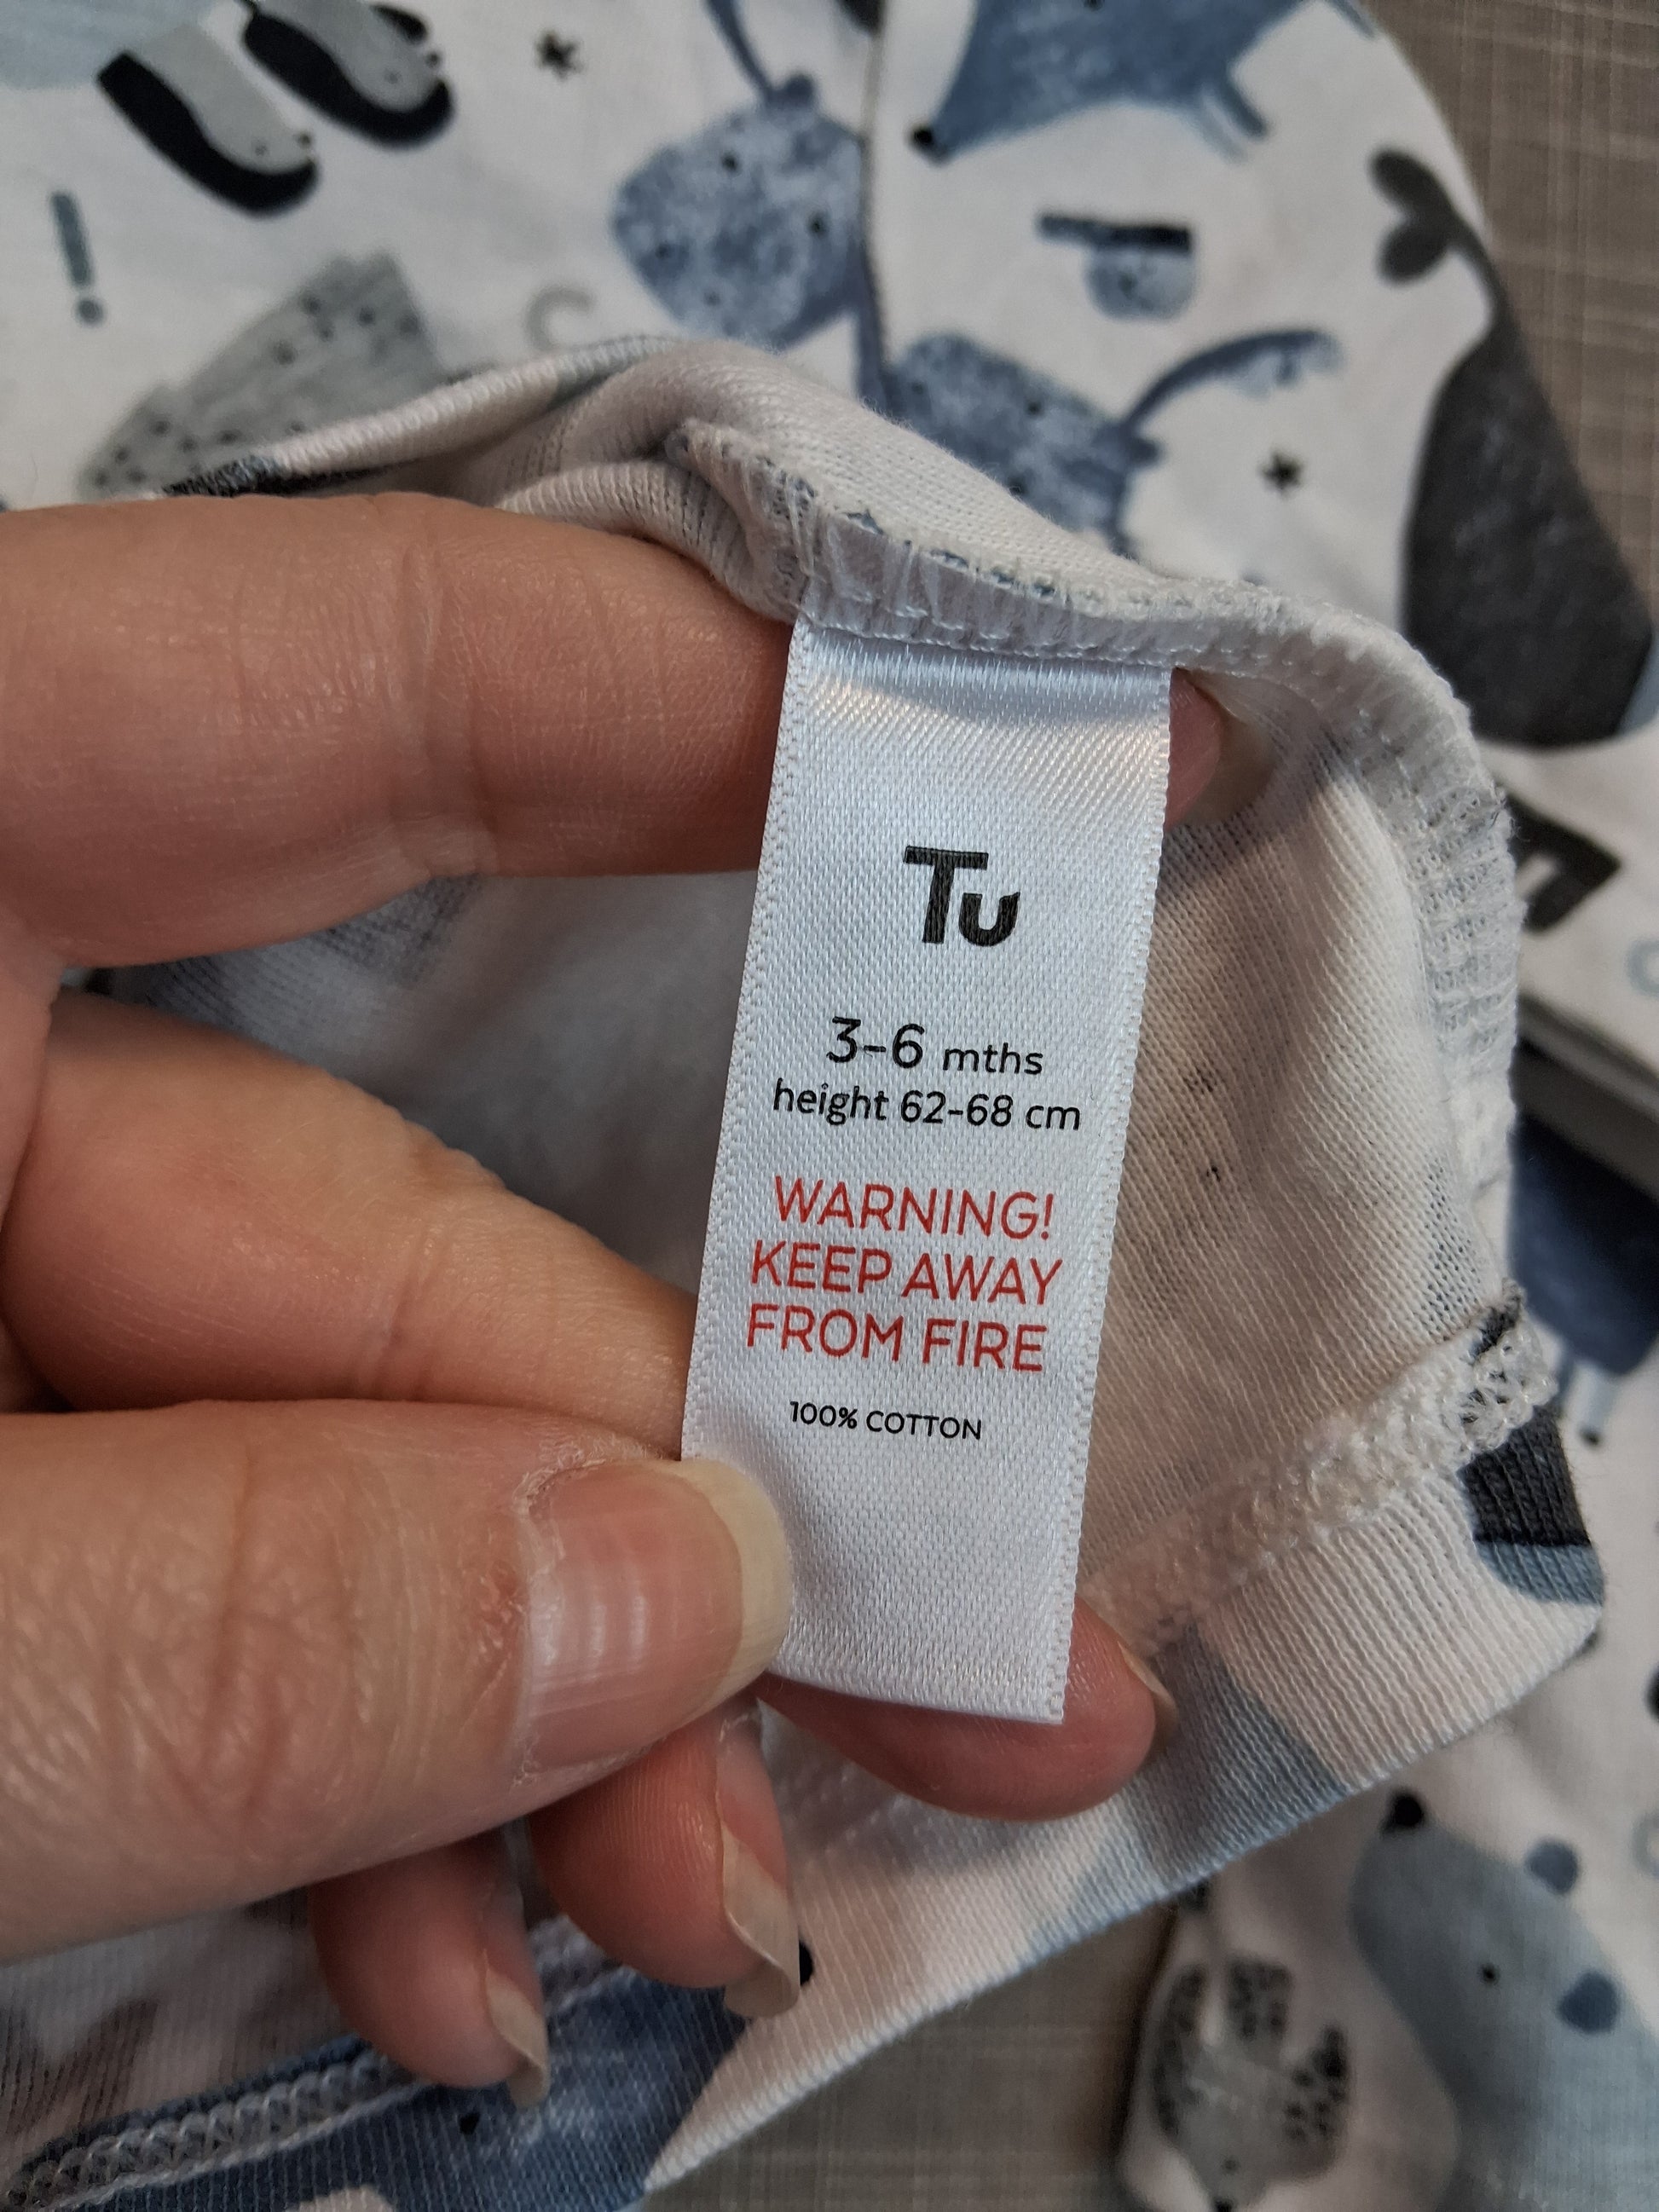 Tu
3-6 mths
height 62-68 cm
WARNING!
KEEP AWAY
FROM FIRE
100% COTTON